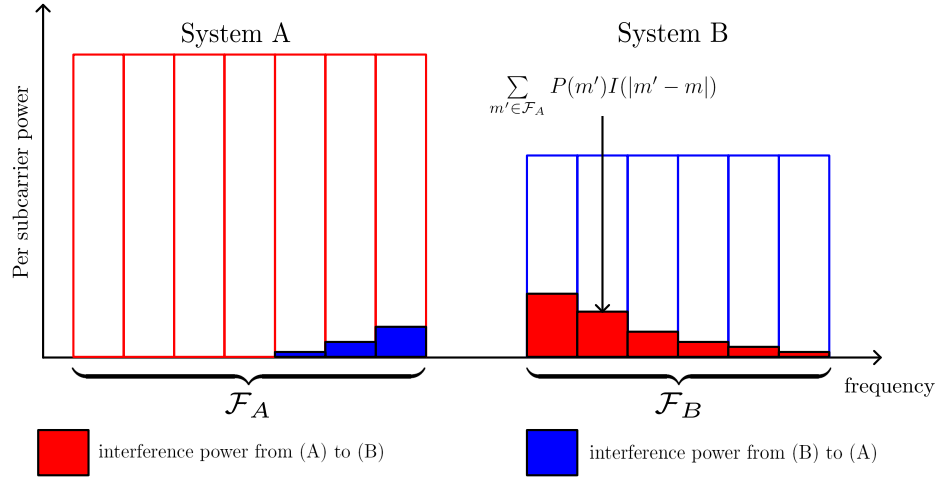 System A
System B
∑ P(m′)I(|m′ − m|)
m′∈ℱA
Per subcarrier power
ℱA
ℱB
frequency
interference power from (A) to (B)
interference power from (B) to (A)